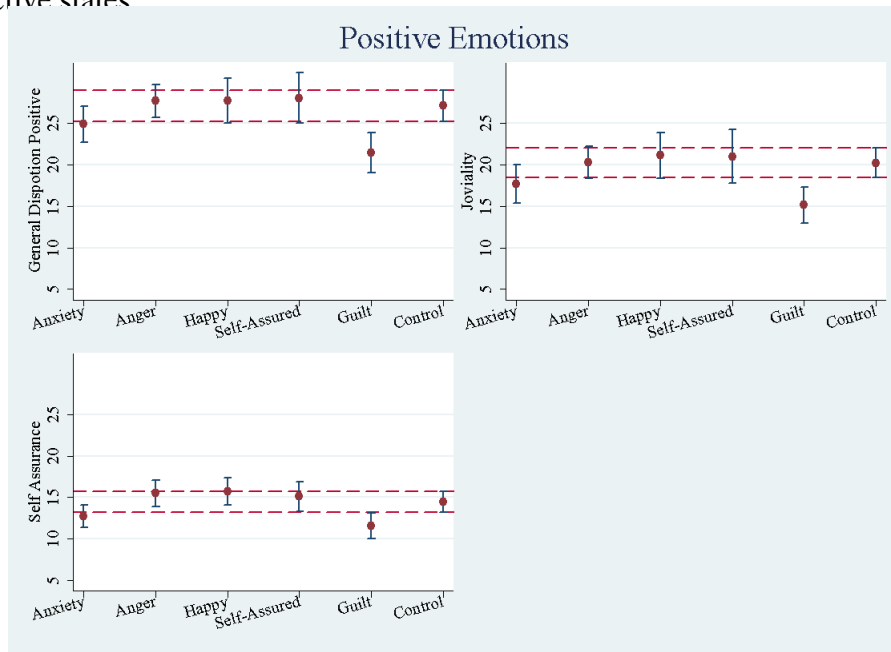 states
Positive Emotions
General Dispotion Positive
25
20
15
10
5
Anxiety
Anger
Happy
Self-Assured
Guilt
Control
Joviality
25
20
15
10
5
Anxiety
Anger
Happy
Self-Assured
Guilt
Control
Self Assurance
25
20
15
10
5
Anxiety
Anger
Happy
Self-Assured
Guilt
Control